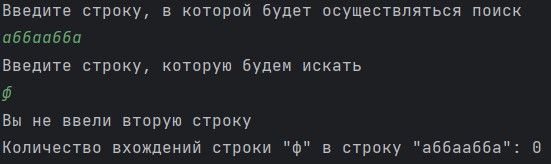 Введите строку, в которой будет осуществляться поиск
аббаабба
Введите строку, которую будем искать
ф
Вы не ввели вторую строку
Количество вхождений строки "ф" в строку "аббаабба": 0